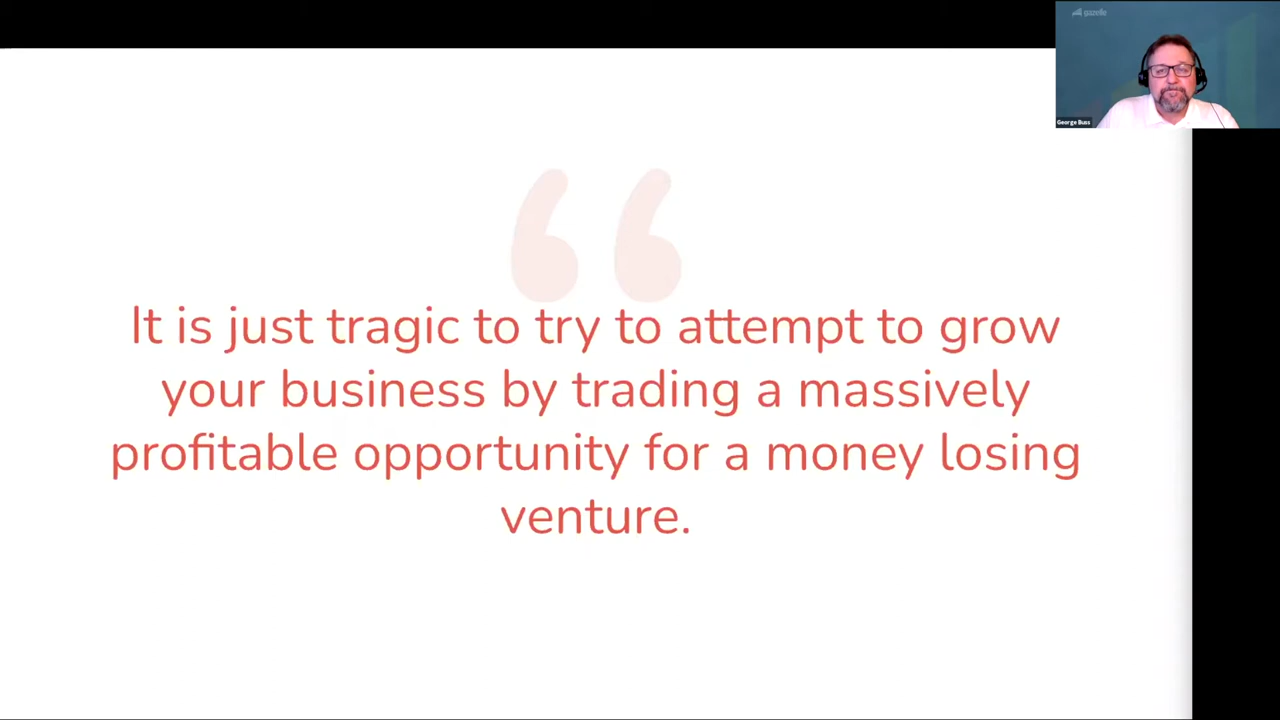 gazelle
George Buss
It is just tragic to try to attempt to grow
your business by trading a massively
profitable opportunity for a money losing
venture.